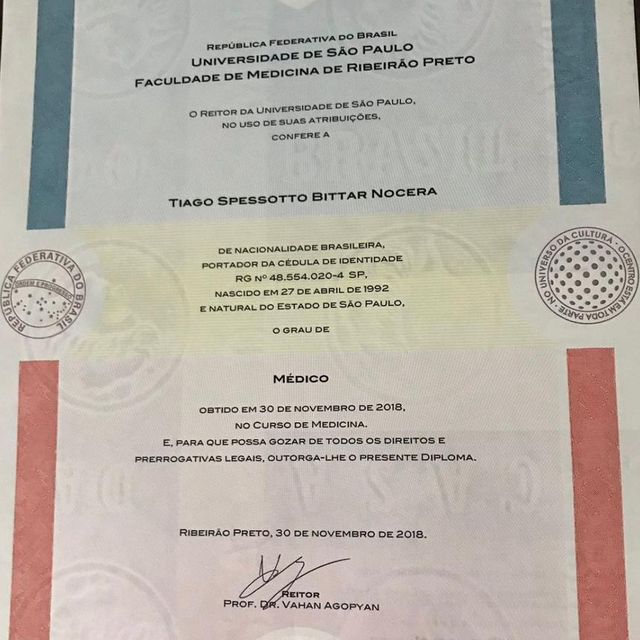 República Federativa do Brasil
Universidade de São Paulo
Faculdade de Medicina de Ribeirão Preto
O Reitor da Universidade de São Paulo,
no uso de suas atribuições,
confere a
Tiago Spessotto Bittar Nocera
de nacionalidade brasileira,
portador da cédula de identidade
RG Nº 48.554.020-4 SP,
nascido em 27 de abril de 1992
e natural do Estado de São Paulo,
o grau de
República Federativa do Brasil
Ordem e Progresso
No Universo da Cultura - o centro está em toda parte -
Médico
obtido em 30 de novembro de 2018,
no Curso de Medicina.
E, para que possa gozar de todos os direitos e
prerrogativas legais, outorga-lhe o presente Diploma.
Ribeirão Preto, 30 de novembro de 2018.
Reitor
Prof. Dr. Vahan Agopyan